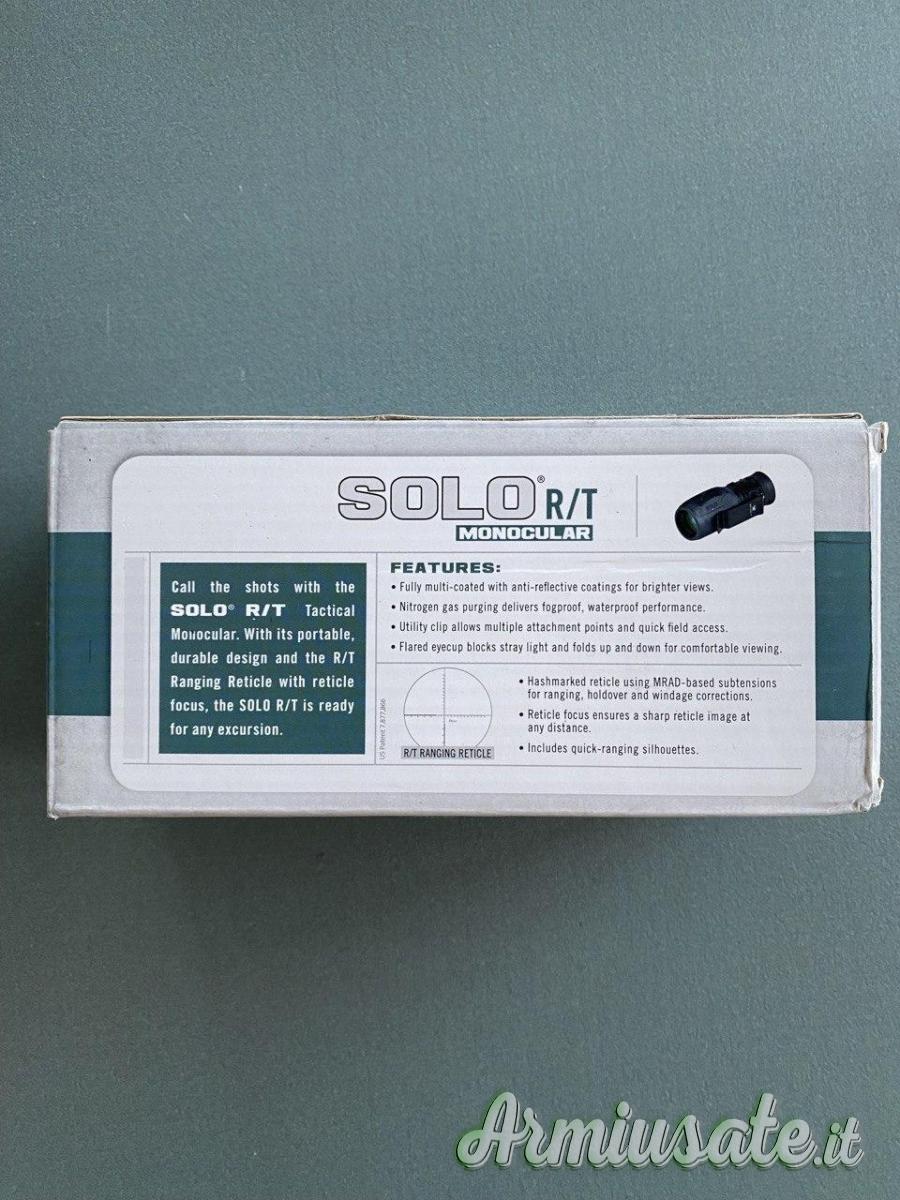 SOLO® R/T
MONOCULAR
Call the shots with the
SOLO® R/T Tactical
Monocular. With its portable,
durable design and the R/T
Ranging Reticle with reticle
focus, the SOLO R/T is ready
for any excursion.
FEATURES:
• Fully multi-coated with anti-reflective coatings for brighter views.
• Nitrogen gas purging delivers fogproof, waterproof performance.
• Utility clip allows multiple attachment points and quick field access.
• Flared eyecup blocks stray light and folds up and down for comfortable viewing.
US Patent 7,877,866
R/T RANGING RETICLE
• Hashmarked reticle using MRAD-based subtensions
for ranging, holdover and windage corrections.
• Reticle focus ensures a sharp reticle image at
any distance.
• Includes quick-ranging silhouettes.
Armiusate.it